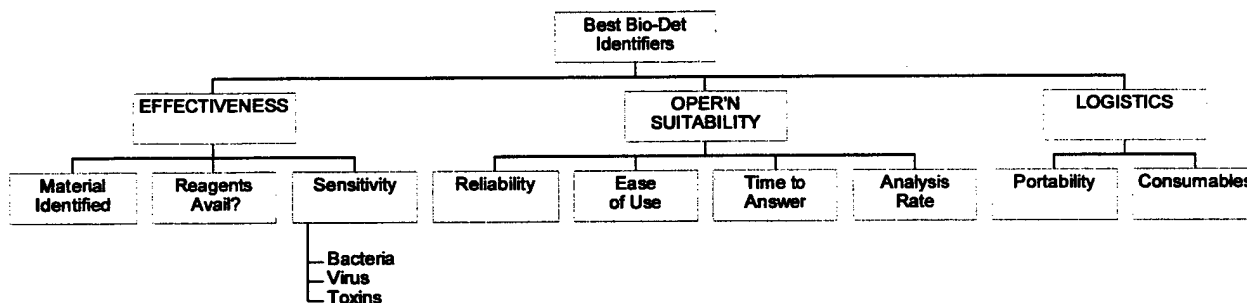 Best Bio-Det
Identifiers
EFFECTIVENESS
OPER'N
SUITABILITY
LOGISTICS
Material
Identified
Reagents
Avail?
Sensitivity
Reliability
Ease
of Use
Time to
Answer
Analysis
Rate
Portability
Consumables
Bacteria
Virus
Toxins